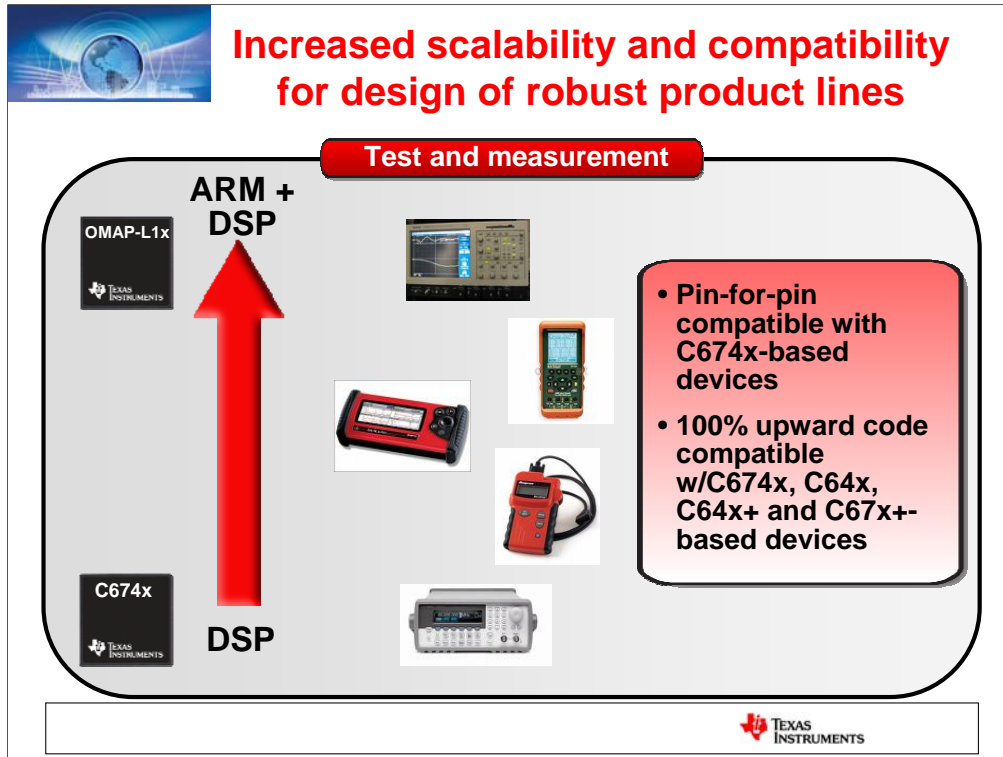 Increased scalability and compatibility
for design of robust product lines
Test and measurement
ARM +
DSP
OMAP-L1x
TEXAS
INSTRUMENTS
• Pin-for-pin
compatible with
C674x-based
devices
• 100% upward code
compatible
w/C674x, C64x,
C64x+ and C67x+-
based devices
C674x
TEXAS
INSTRUMENTS
DSP
TEXAS
INSTRUMENTS